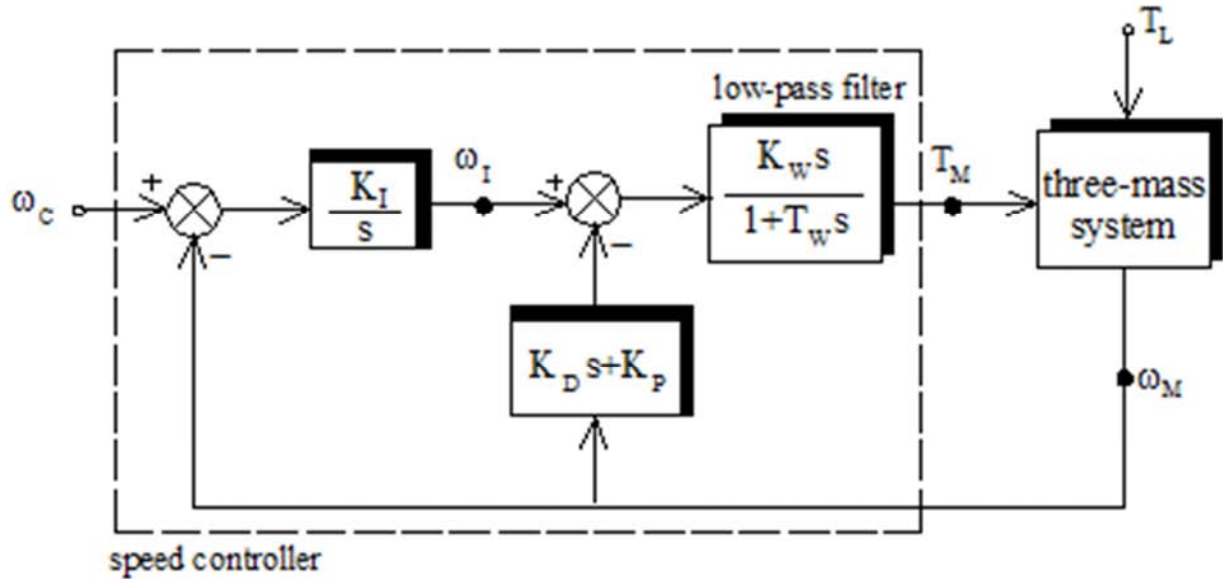 T_L
low-pass filter
ω_C
+
−
K_I
s
ω_I
+
−
K_W s
1+T_W s
T_M
three-mass
system
K_D s+K_P
ω_M
speed controller